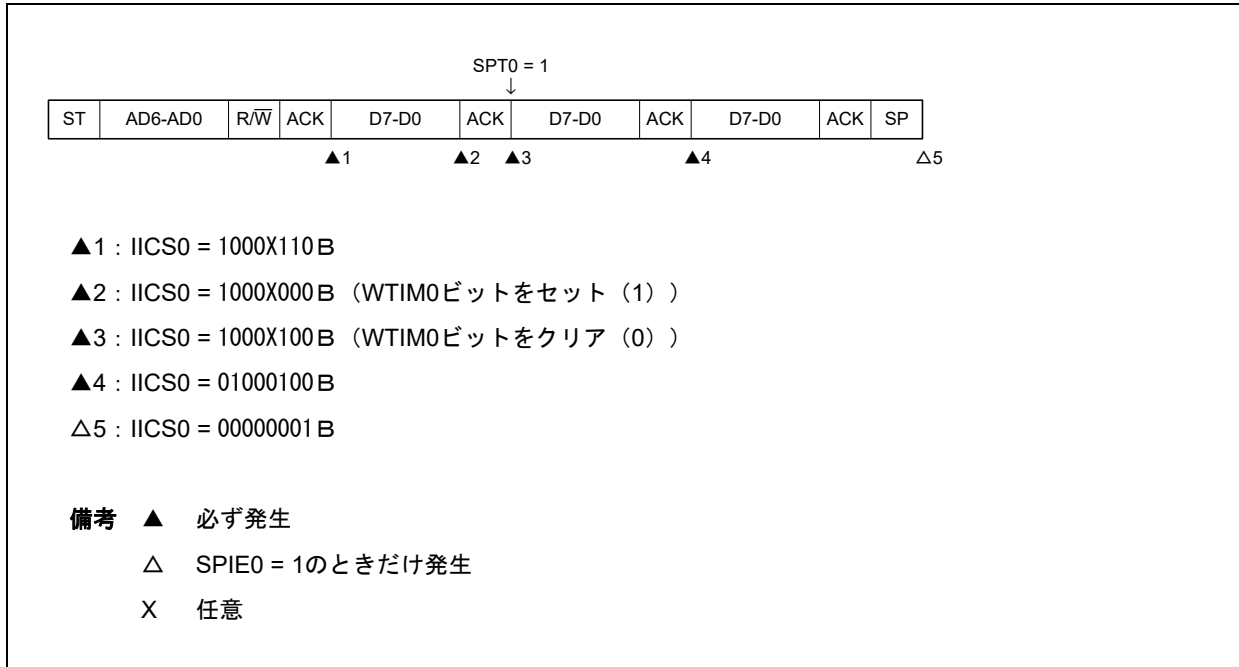 SPT0 = 1
↓
ST AD6-AD0 R/W̅ ACK D7-D0 ACK D7-D0 ACK D7-D0 ACK SP
▲1 ▲2 ▲3 ▲4 △5
▲1：IICS0 = 1000X110B
▲2：IICS0 = 1000X000B（WTIM0ビットをセット（1））
▲3：IICS0 = 1000X100B（WTIM0ビットをクリア（0））
▲4：IICS0 = 01000100B
△5：IICS0 = 00000001B
備考 ▲ 必ず発生
△ SPIE0 = 1のときだけ発生
X 任意